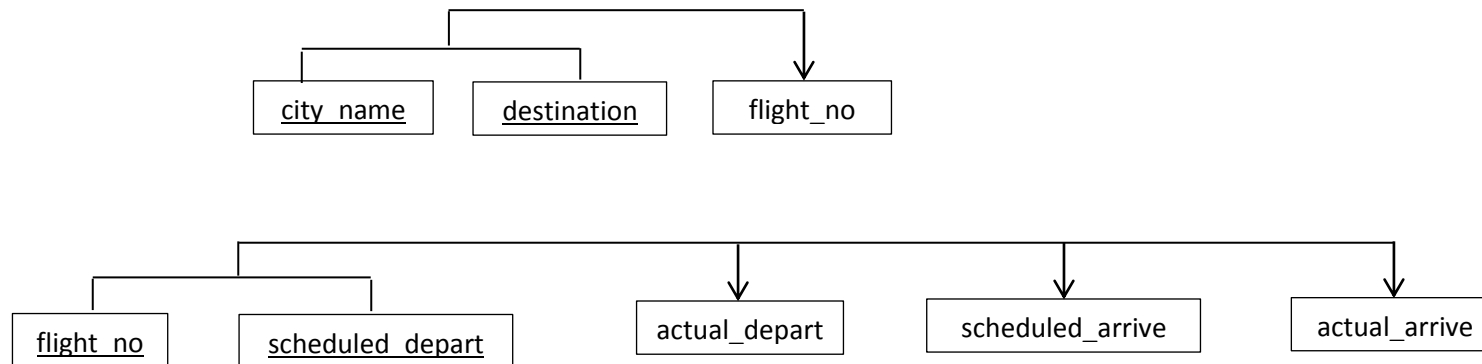 city_name destination flight_no
flight_no scheduled_depart actual_depart scheduled_arrive actual_arrive